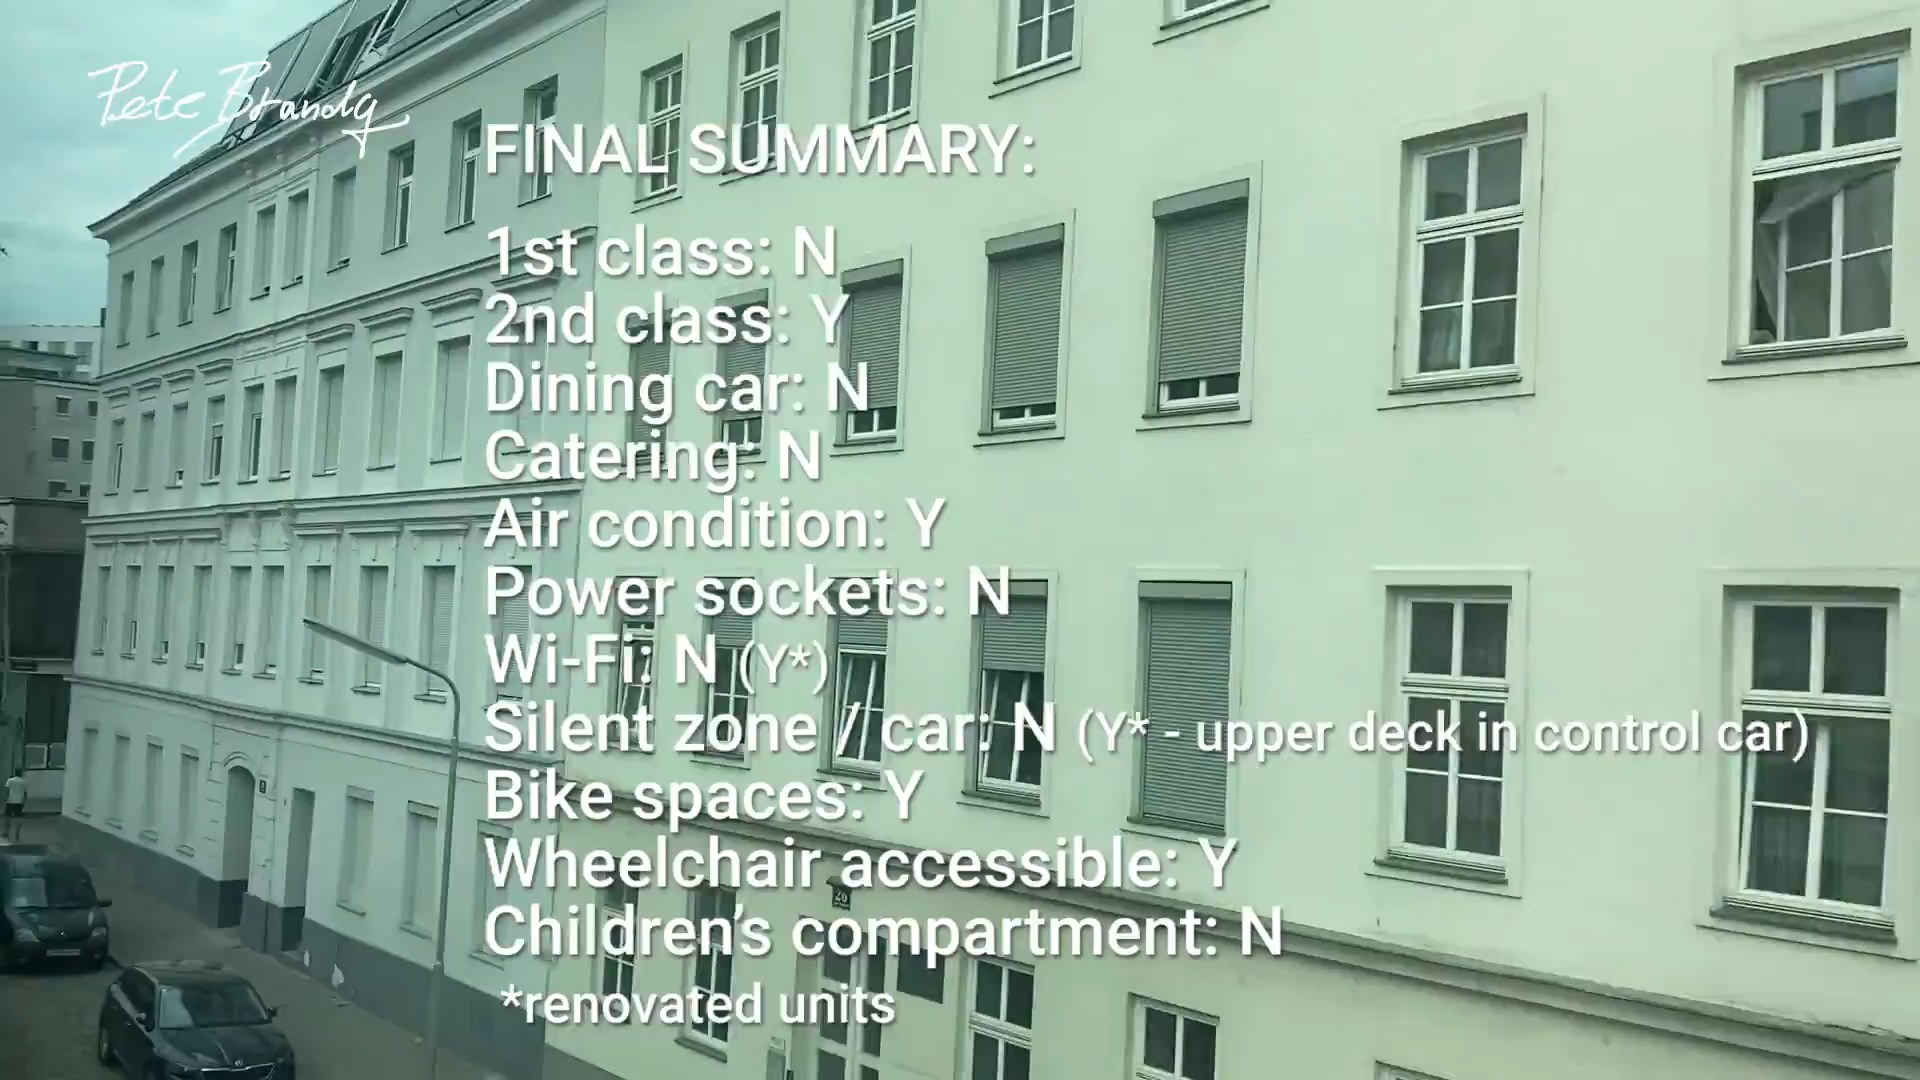 Pete Brandy
FINAL SUMMARY:
1st class: N
2nd class: Y
Dining car: N
Catering: N
Air condition: Y
Power sockets: N
Wi-Fi: N (Y*)
Silent zone / car: N (Y* - upper deck in control car)
Bike spaces: Y
Wheelchair accessible: Y
Children's compartment: N
*renovated units
26